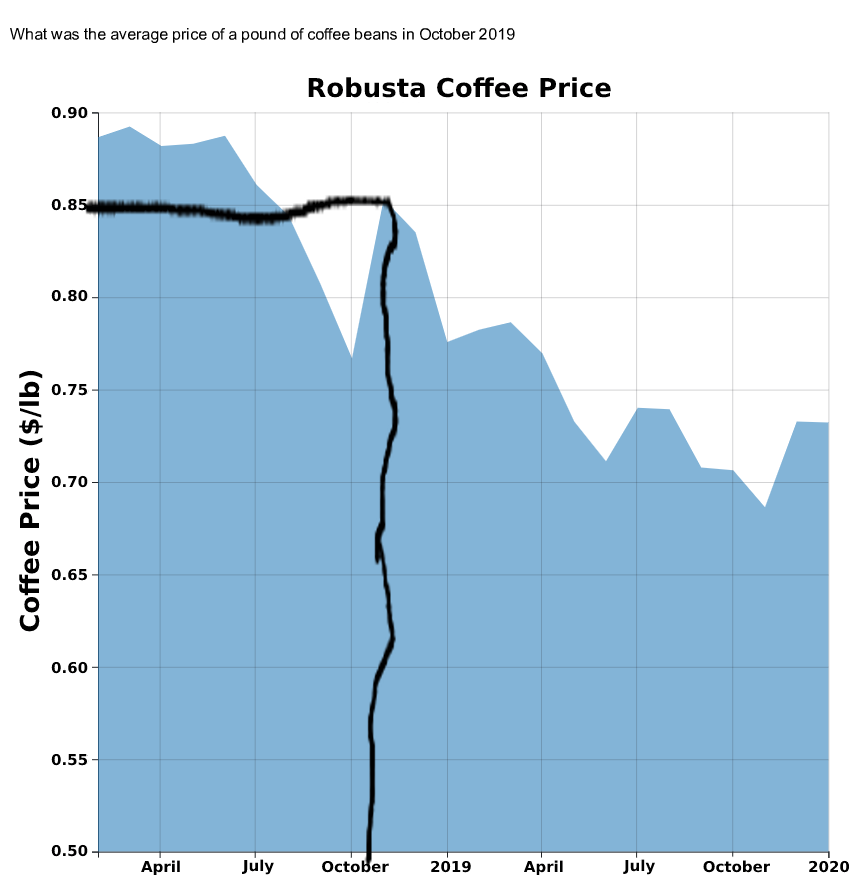 What was the average price of a pound of coffee beans in October 2019
Robusta Coffee Price
0.90
0.85
0.80
0.75
0.70
0.65
0.60
0.55
0.50
Coffee Price ($/lb)
April July October 2019 April July October 2020